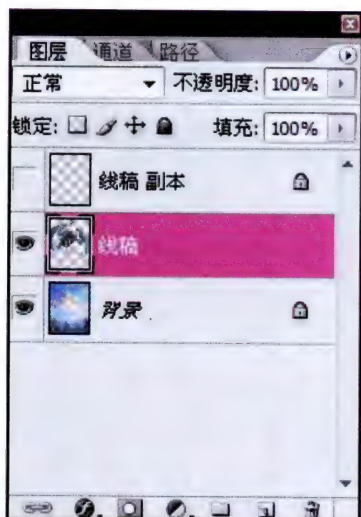 图层 通道 路径
正常 不透明度: 100%
锁定: 填充: 100%
线稿 副本
线稿
背景